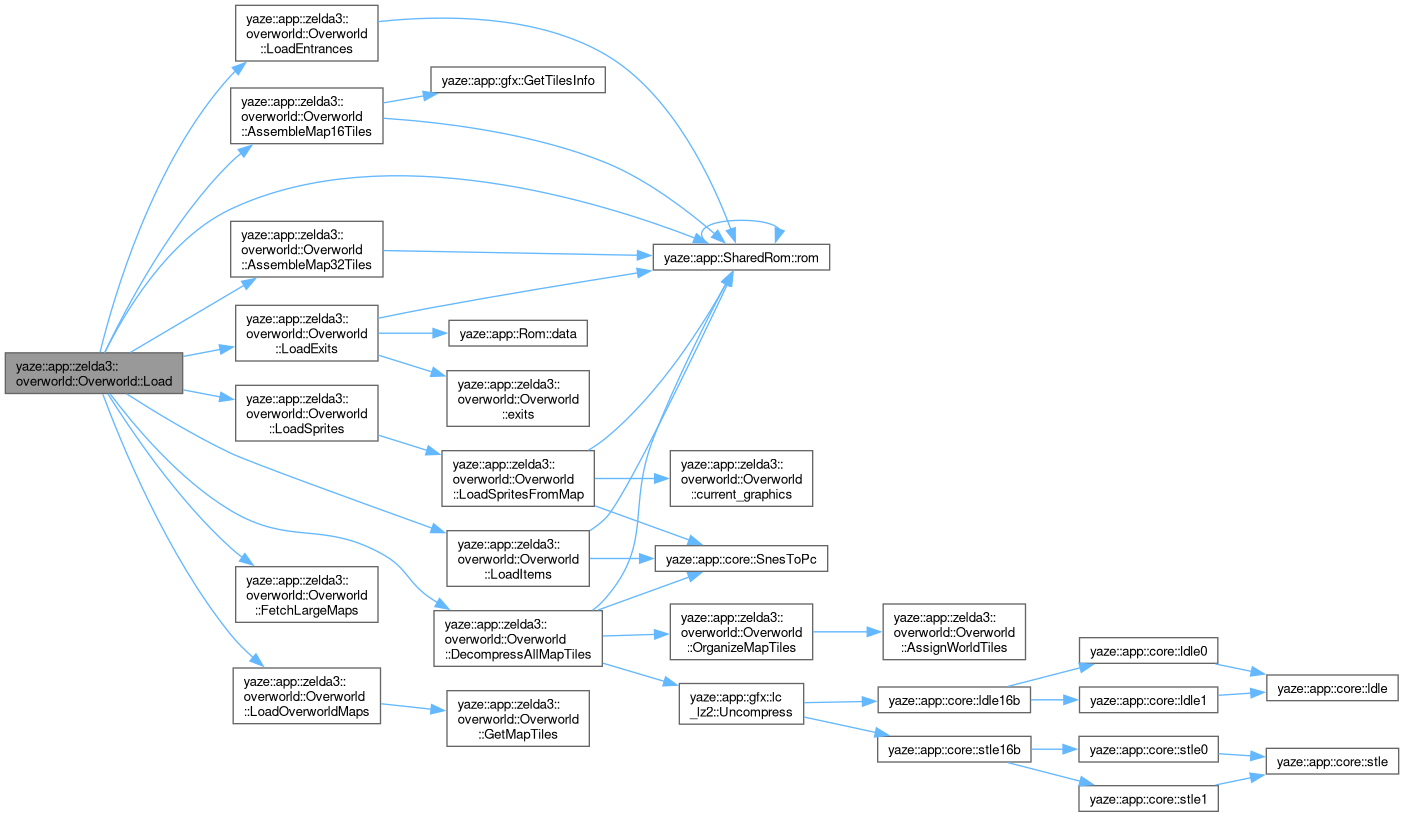 yaze::app::zelda3::
overworld::Overworld
::LoadEntrances
yaze::app::gfx::GetTilesInfo
yaze::app::zelda3::
overworld::Overworld
::AssembleMap16Tiles
yaze::app::zelda3::
overworld::Overworld
::AssembleMap32Tiles
yaze::app::SharedRom::rom
yaze::app::zelda3::
overworld::Overworld
::LoadExits
yaze::app::Rom::data
yaze::app::zelda3::
overworld::Overworld::Load
yaze::app::zelda3::
overworld::Overworld
::exits
yaze::app::zelda3::
overworld::Overworld
::LoadSprites
yaze::app::zelda3::
overworld::Overworld
::LoadSpritesFromMap
yaze::app::zelda3::
overworld::Overworld
::current_graphics
yaze::app::zelda3::
overworld::Overworld
::LoadItems
yaze::app::core::SnesToPc
yaze::app::zelda3::
overworld::Overworld
::FetchLargeMaps
yaze::app::zelda3::
overworld::Overworld
::DecompressAllMapTiles
yaze::app::zelda3::
overworld::Overworld
::OrganizeMapTiles
yaze::app::zelda3::
overworld::Overworld
::AssignWorldTiles
yaze::app::zelda3::
overworld::Overworld
::LoadOverworldMaps
yaze::app::zelda3::
overworld::Overworld
::GetMapTiles
yaze::app::gfx::lc
_lz2::Uncompress
yaze::app::core::ldle16b
yaze::app::core::ldle0
yaze::app::core::ldle1
yaze::app::core::ldle
yaze::app::core::stle16b
yaze::app::core::stle0
yaze::app::core::stle1
yaze::app::core::stle